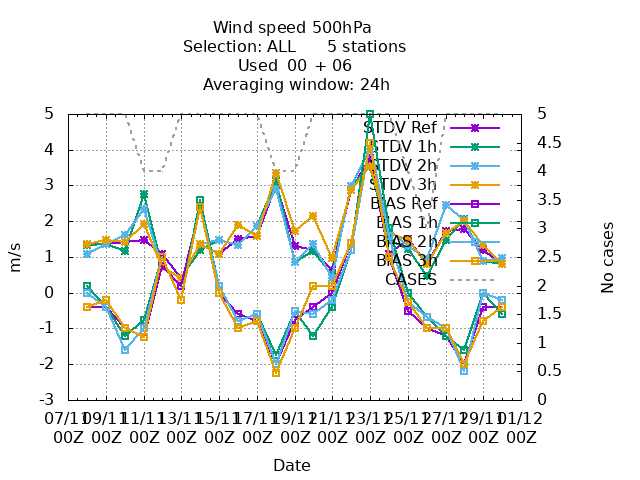 Wind speed 500hPa
Selection: ALL 5 stations
Used 00 + 06
Averaging window: 24h
5 5
4 4.5
3 4
2 3.5
1 3
0 2.5
-1 2
-2 1.5
-3 1
0.5
0
m/s
No cases
STDV Ref
STDV 1h
STDV 2h
STDV 3h
BIAS Ref
BIAS 1h
BIAS 2h
BIAS 3h
CASES
07/11 09/11 11/11 13/11 15/11 17/11 19/11 21/11 23/11 25/11 27/11 29/11 01/12
00Z 00Z 00Z 00Z 00Z 00Z 00Z 00Z 00Z 00Z 00Z 00Z 00Z
Date